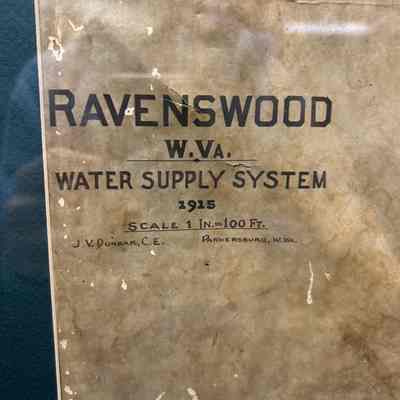 RAVENSWOOD
W.VA.
WATER SUPPLY SYSTEM
1915
SCALE 1 IN.=100 FT.
J.V. DUNBAR, C.E. PARKERSBURG, W.VA.